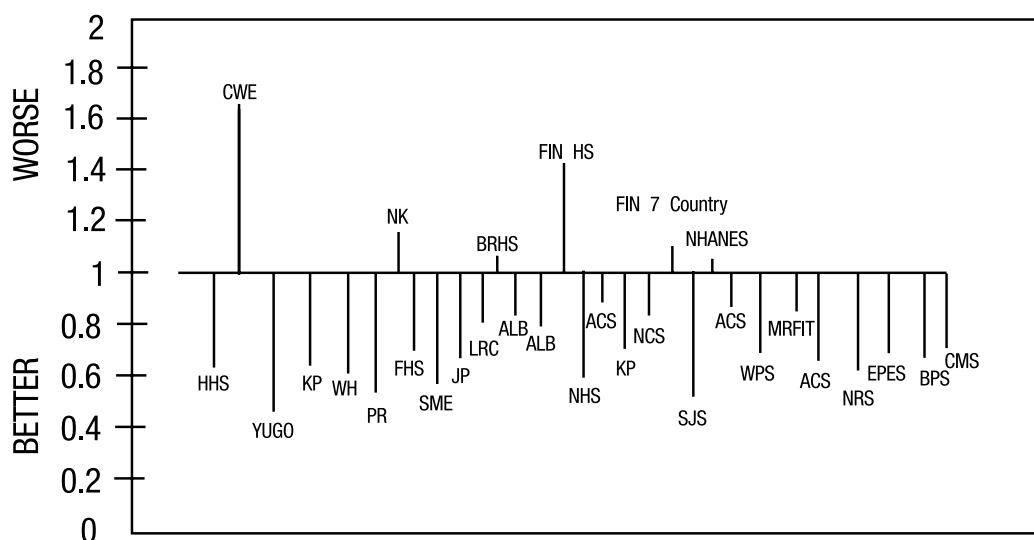 2
1.8
1.6
1.4
1.2
1
0.8
0.6
0.4
0.2
0
WORSE
BETTER
CWE
FIN HS
FIN 7 Country
NK
BRHS
NHANES
HHS
YUGO
KP
WH
PR
FHS
SME
JP
LRC
ALB
ALB
NHS
ACS
KP
NCS
SJS
ACS
WPS
MRFIT
ACS
NRS
EPES
BPS
CMS